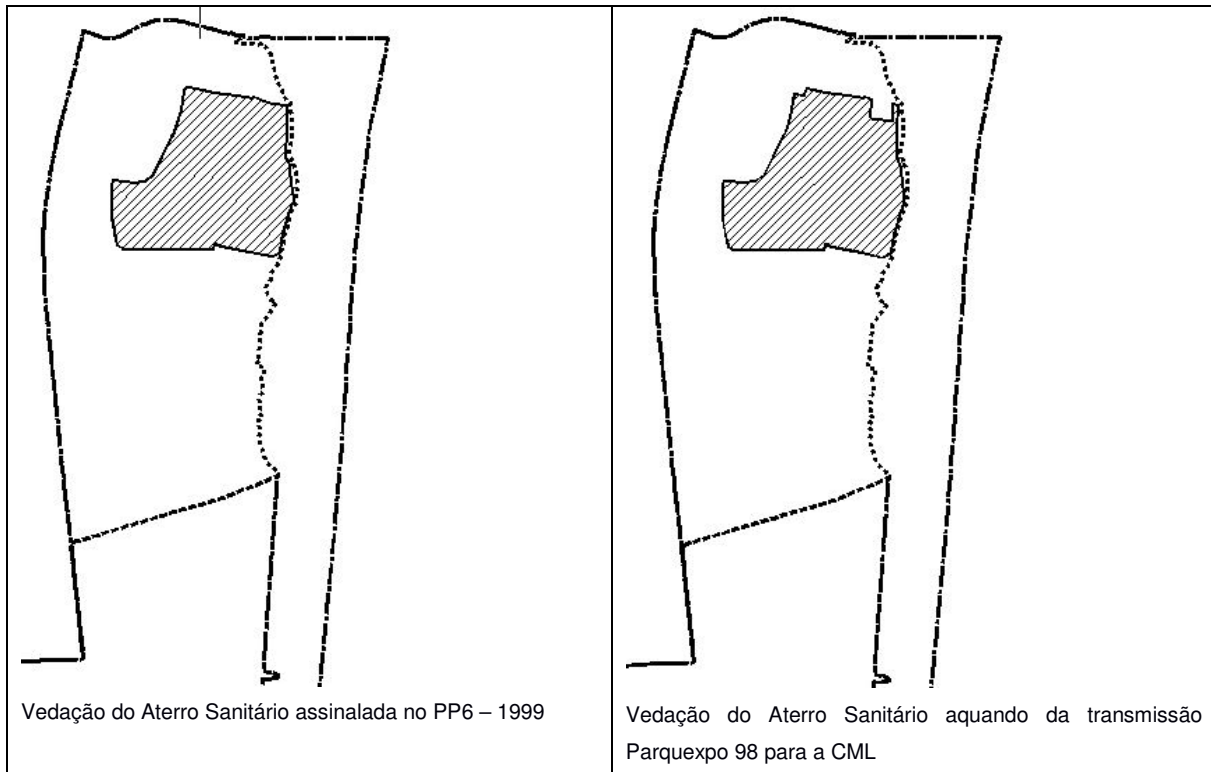 Vedação do Aterro Sanitário assinalada no PP6 – 1999
Vedação do Aterro Sanitário aquando da transmissão
Parquexpo 98 para a CML